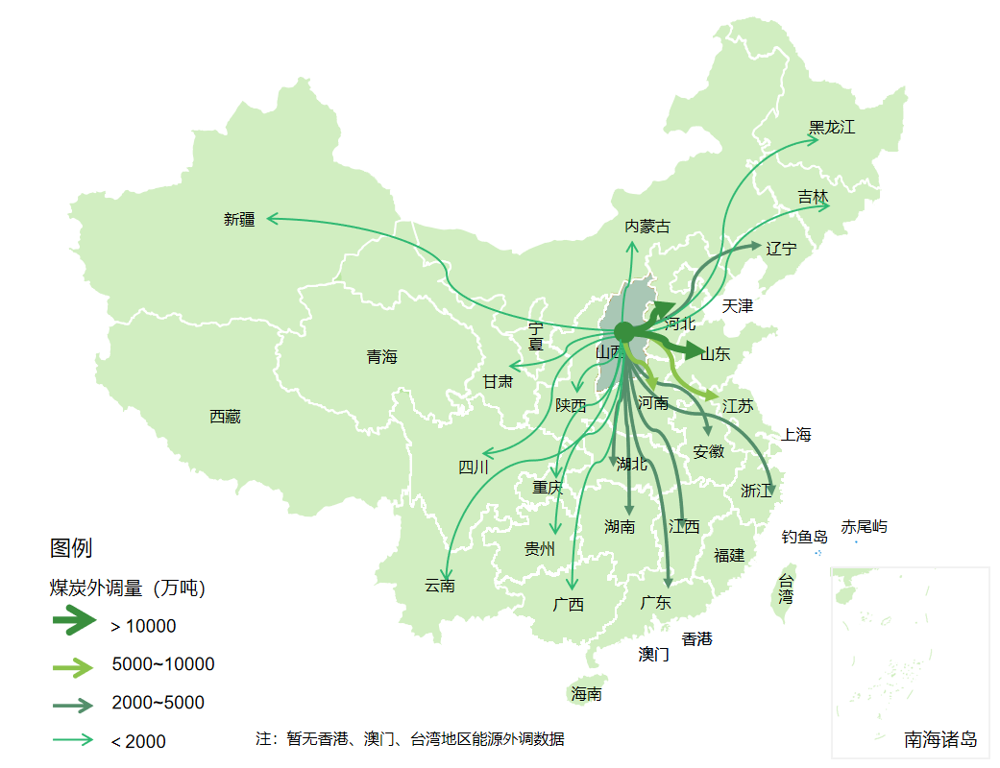 黑龙江
吉林
新疆
内蒙古
辽宁
天津
河北
宁
夏
山西
山东
青海
甘肃
陕西
河南
江苏
西藏
上海
安徽
四川
湖北
重庆
浙江
湖南
江西
钓鱼岛
赤尾屿
贵州
福建
云南
台
湾
广西
广东
香港
澳门
海南
图例
煤炭外调量（万吨）
> 10000
5000~10000
2000~5000
< 2000
注：暂无香港、澳门、台湾地区能源外调数据
南海诸岛